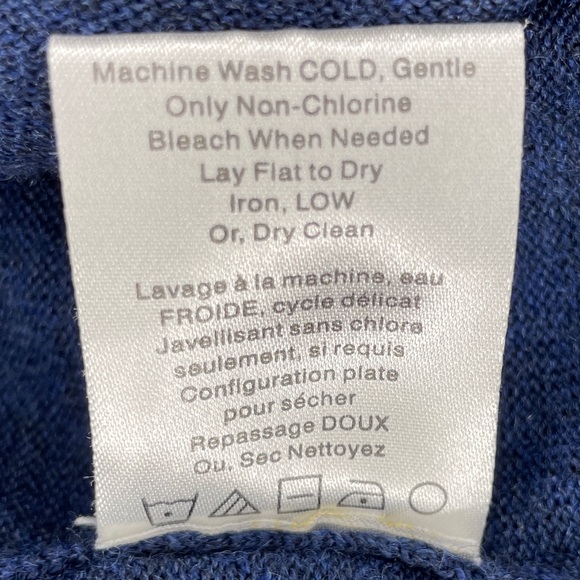 Machine Wash COLD, Gentle
Only Non-Chlorine
Bleach When Needed
Lay Flat to Dry
Iron, LOW
Or, Dry Clean
Lavage à la machine, eau
FROIDE, cycle délicat
Javellisant sans chlore
seulement, si requis
Configuration plate
pour sécher
Repassage DOUX
Ou, Sec Nettoyez